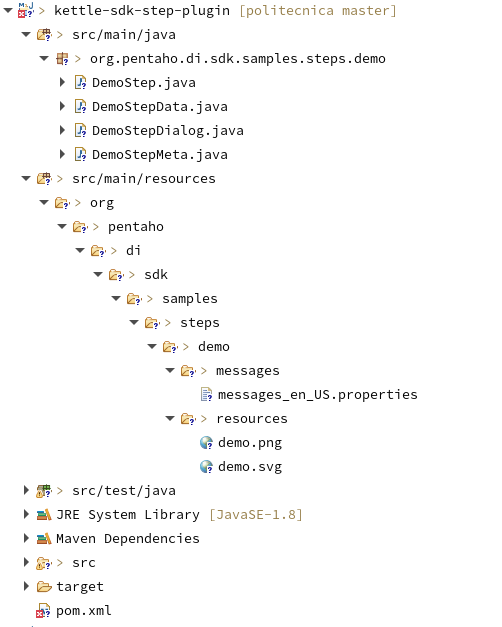 > kettle-sdk-step-plugin [politecnica master]
> src/main/java
> org.pentaho.di.sdk.samples.steps.demo
> DemoStep.java
> DemoStepData.java
> DemoStepDialog.java
> DemoStepMeta.java
> src/main/resources
> org
> pentaho
> di
> sdk
> samples
> steps
> demo
> messages
messages_en_US.properties
> resources
demo.png
demo.svg
> src/test/java
JRE System Library [JavaSE-1.8]
Maven Dependencies
> src
target
pom.xml